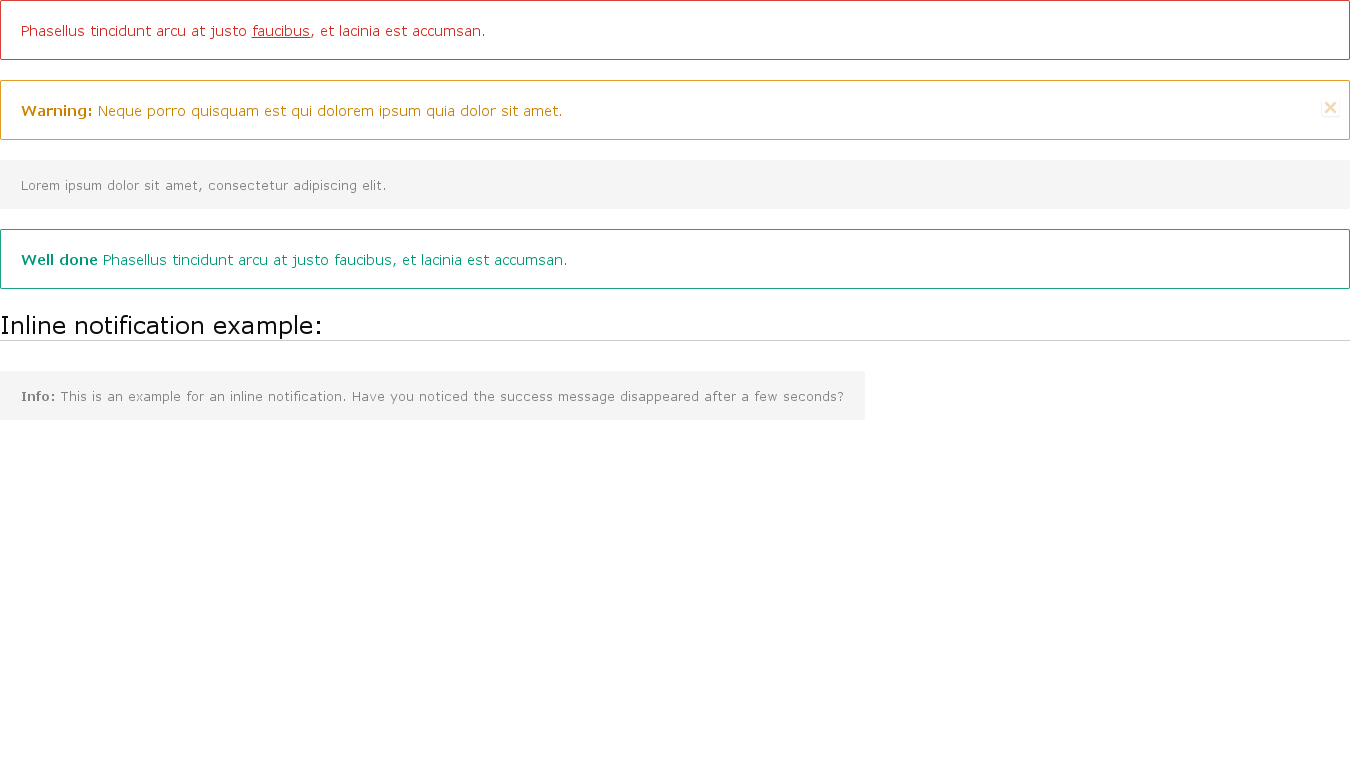 Phasellus tincidunt arcu at justo faucibus, et lacinia est accumsan.
Warning: Neque porro quisquam est qui dolorem ipsum quia dolor sit amet.
Lorem ipsum dolor sit amet, consectetur adipiscing elit.
Well done Phasellus tincidunt arcu at justo faucibus, et lacinia est accumsan.
Inline notification example:
Info: This is an example for an inline notification. Have you noticed the success message disappeared after a few seconds?